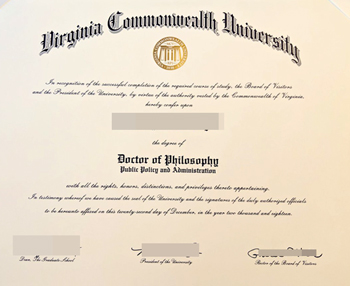 Virginia Commonwealth University
In recognition of the successful completion of the required course of study, the Board of Visitors
and the President of the University, by virtue of the authority vested by the Commonwealth of Virginia,
hereby confer upon
the degree of
Doctor of Philosophy
Public Policy and Administration
with all the rights, honors, distinctions, and privileges thereto appertaining.
In testimony whereof we have caused the seal of the University and the signatures of the duly authorized officials
to be hereunto affixed on this twenty-second day of December, in the year two thousand and eighteen.
Dean, The Graduate School
President of the University
Rector of the Board of Visitors